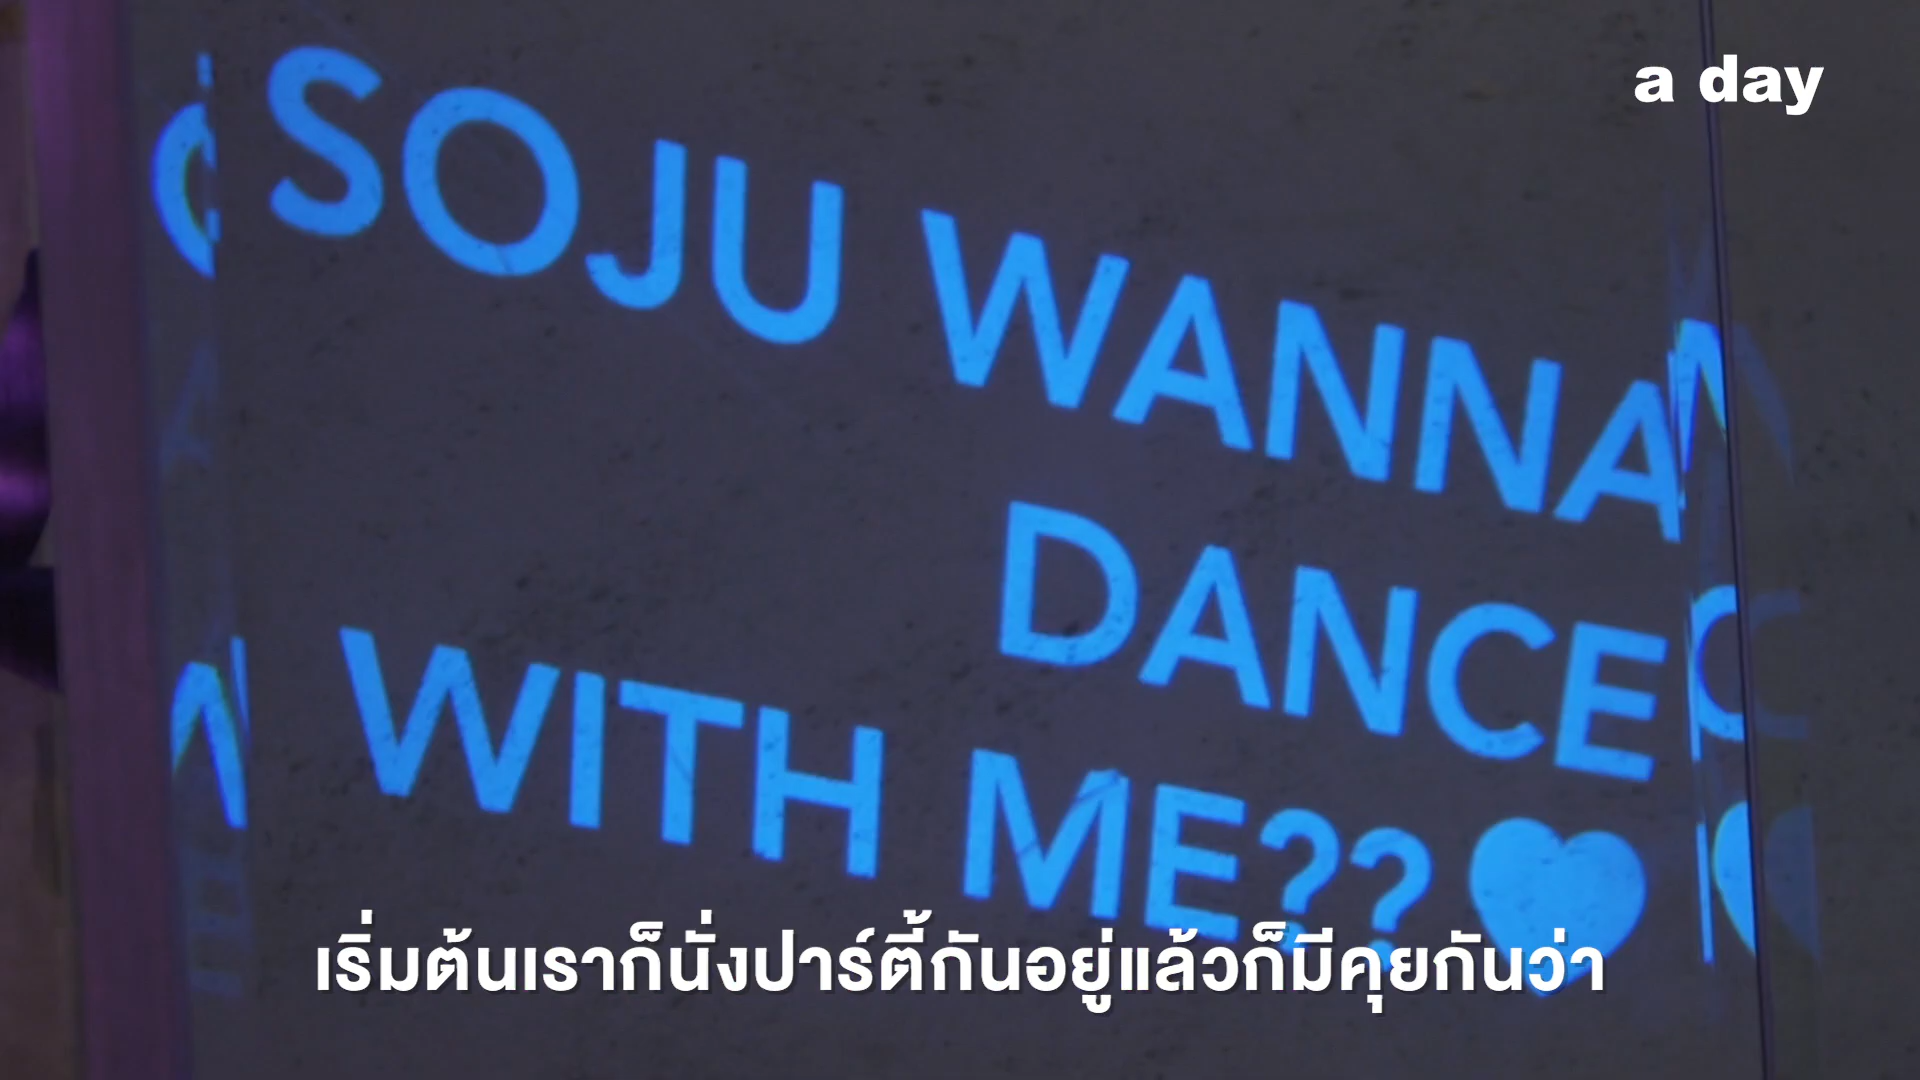 a day
SOJU WANNA
DANCE
WITH ME??
เริ่มต้นเราก็นั่งปาร์ตี้กันอยู่แล้วก็มีคุยกันว่า